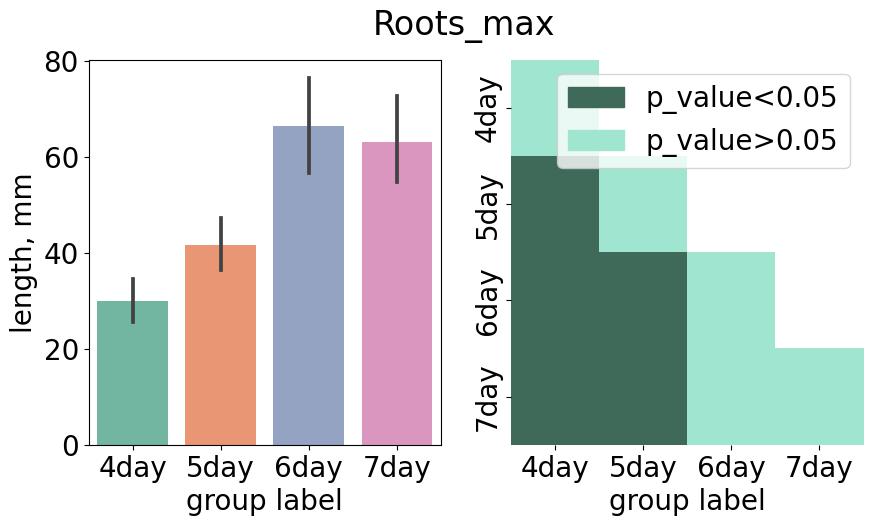 Roots_max
length, mm
80
60
40
20
0
4day
5day
6day
7day
group label
p_value<0.05
p_value>0.05
4day
5day
6day
7day
4day
5day
6day
7day
group label